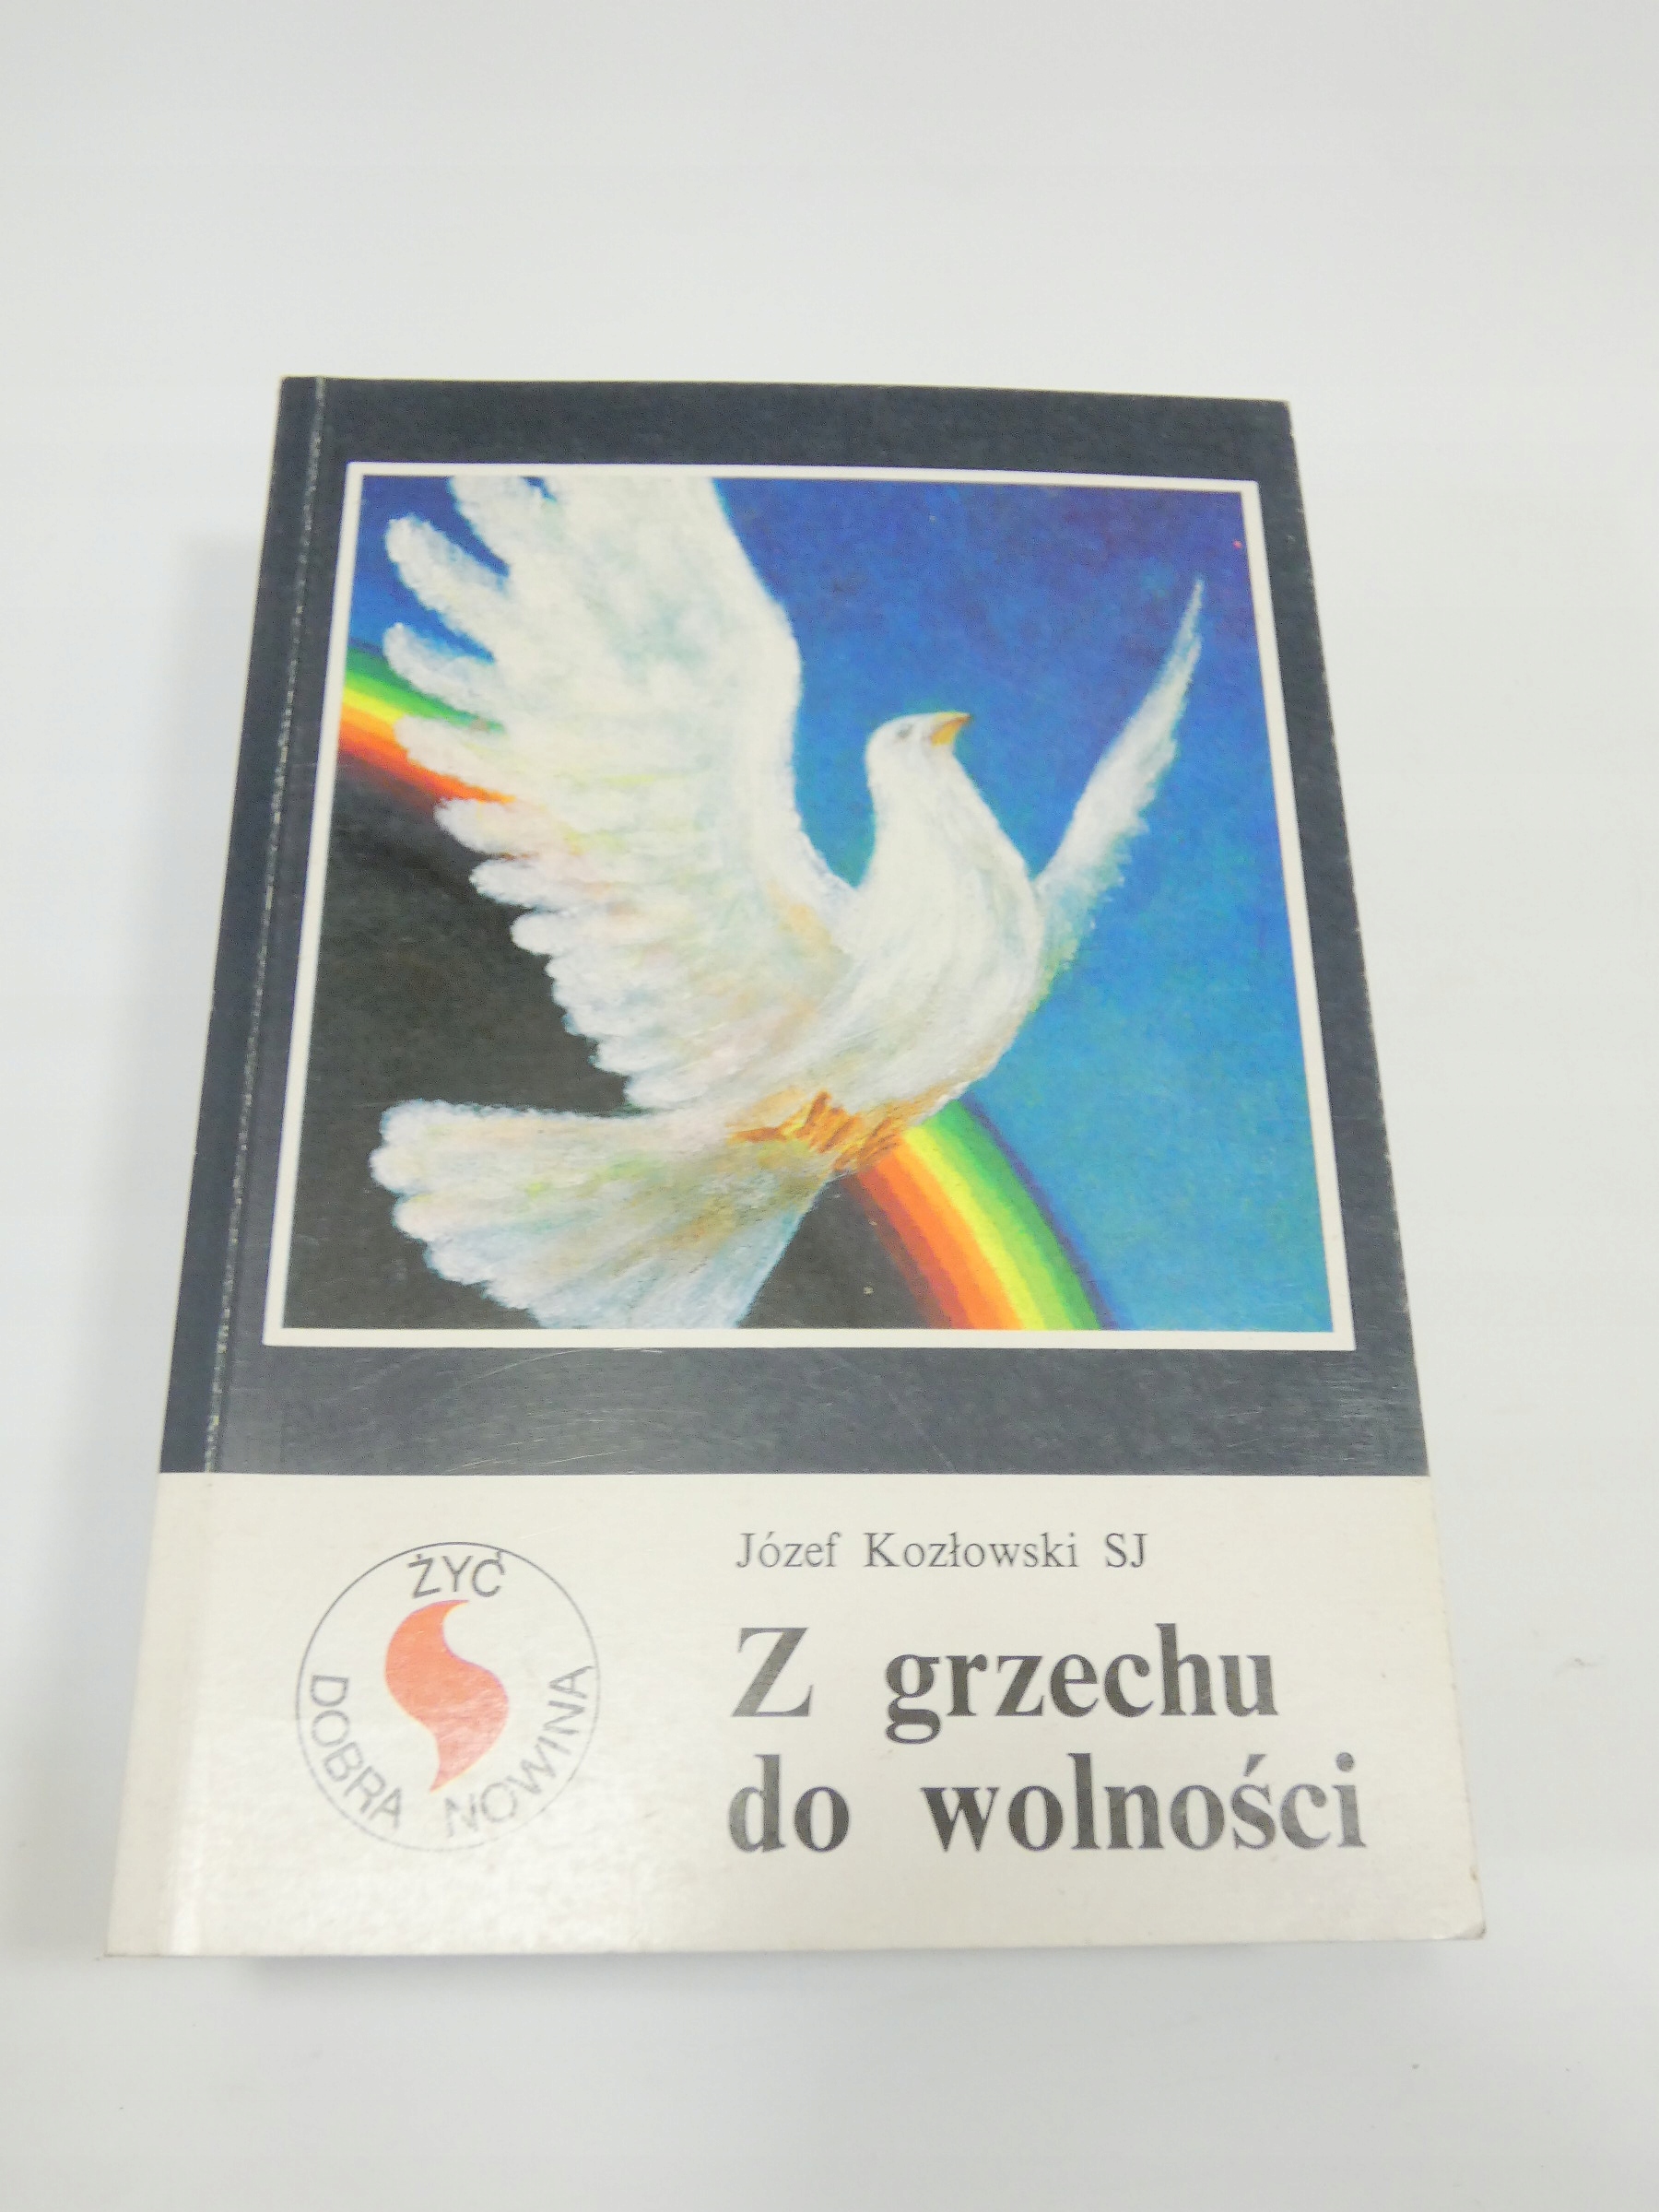 Józef Kozłowski SJ
Z grzechu
do wolności
ŻYĆ
DOBRA
NOWINA